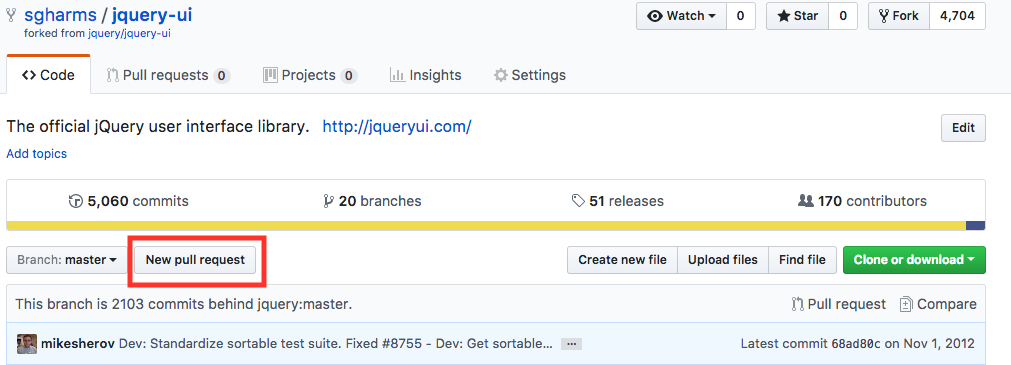 sgharms / jquery-ui
Watch 0 Star 0 Fork 4,704
forked from jquery/jquery-ui
Code Pull requests 0 Projects 0 Insights Settings
The official jQuery user interface library. http://jqueryui.com/ Edit
Add topics
5,060 commits 20 branches 51 releases 170 contributors
Branch: master New pull request Create new file Upload files Find file Clone or download
This branch is 2103 commits behind jquery:master. Pull request Compare
mikesherov Dev: Standardize sortable test suite. Fixed #8755 - Dev: Get sortable… ... Latest commit 68ad80c on Nov 1, 2012